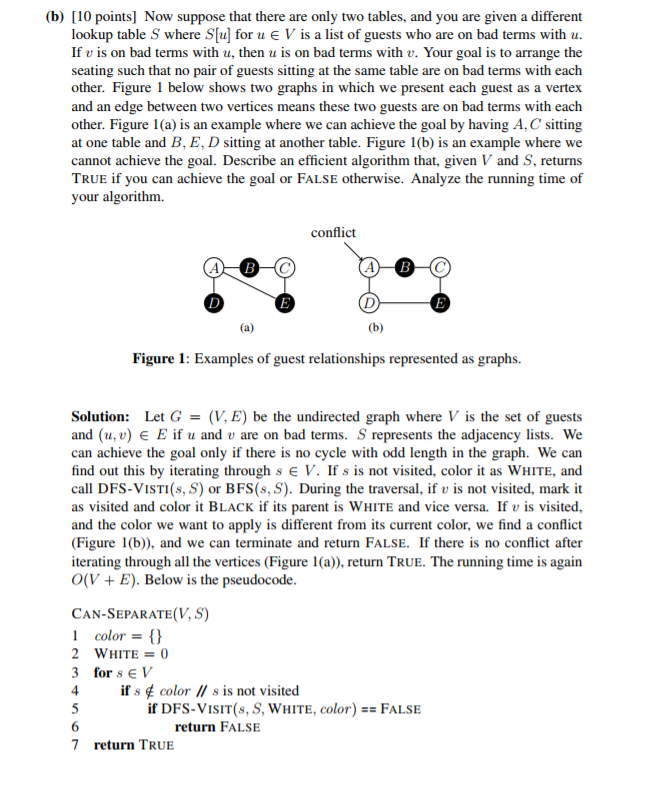 (b) [10 points] Now suppose that there are only two tables, and you are given a different
lookup table S where S[u] for u ∈ V is a list of guests who are on bad terms with u.
If v is on bad terms with u, then u is on bad terms with v. Your goal is to arrange the
seating such that no pair of guests sitting at the same table are on bad terms with each
other. Figure 1 below shows two graphs in which we present each guest as a vertex
and an edge between two vertices means these two guests are on bad terms with each
other. Figure 1(a) is an example where we can achieve the goal by having A, C sitting
at one table and B, E, D sitting at another table. Figure 1(b) is an example where we
cannot achieve the goal. Describe an efficient algorithm that, given V and S, returns
TRUE if you can achieve the goal or FALSE otherwise. Analyze the running time of
your algorithm.
conflict
A B C A B C
D E D E
(a) (b)
Figure 1: Examples of guest relationships represented as graphs.
Solution: Let G = (V, E) be the undirected graph where V is the set of guests
and (u, v) ∈ E if u and v are on bad terms. S represents the adjacency lists. We
can achieve the goal only if there is no cycle with odd length in the graph. We can
find out this by iterating through s ∈ V. If s is not visited, color it as WHITE, and
call DFS-VISTI(s, S) or BFS(s, S). During the traversal, if v is not visited, mark it
as visited and color it BLACK if its parent is WHITE and vice versa. If v is visited,
and the color we want to apply is different from its current color, we find a conflict
(Figure 1(b)), and we can terminate and return FALSE. If there is no conflict after
iterating through all the vertices (Figure 1(a)), return TRUE. The running time is again
O(V + E). Below is the pseudocode.
CAN-SEPARATE(V, S)
1 color = {}
2 WHITE = 0
3 for s ∈ V
4 if s ∉ color // s is not visited
5 if DFS-VISIT(s, S, WHITE, color) == FALSE
6 return FALSE
7 return TRUE